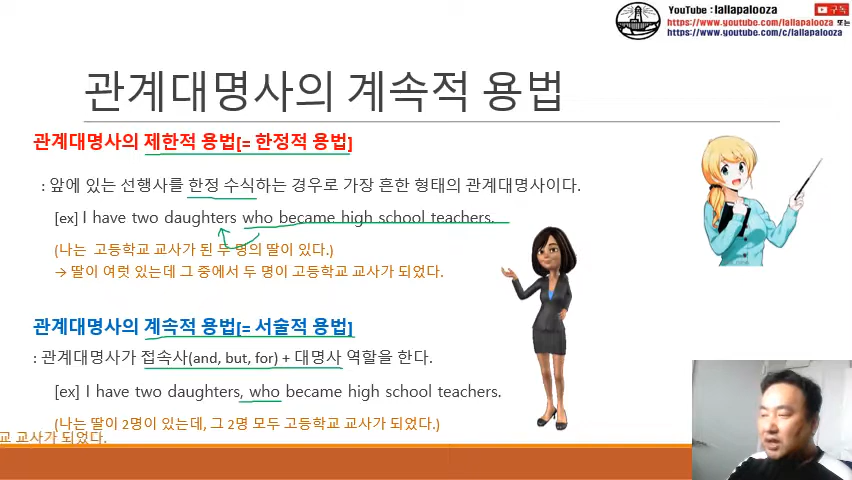 YouTube : lallapalooza
구독
https://www.youtube.com/lallapalooza 또는
https://www.youtube.com/c/lallapalooza
관계대명사의 계속적 용법
관계대명사의 제한적 용법[= 한정적 용법]
: 앞에 있는 선행사를 한정 수식하는 경우로 가장 흔한 형태의 관계대명사이다.
[ex] I have two daughters who became high school teachers.
(나는 고등학교 교사가 된 두 명의 딸이 있다.)
→ 딸이 여럿 있는데 그 중에서 두 명이 고등학교 교사가 되었다.
관계대명사의 계속적 용법[= 서술적 용법]
: 관계대명사가 접속사(and, but, for) + 대명사 역할을 한다.
[ex] I have two daughters, who became high school teachers.
(나는 딸이 2명이 있는데, 그 2명 모두 고등학교 교사가 되었다.)
교 교사가 되었다.